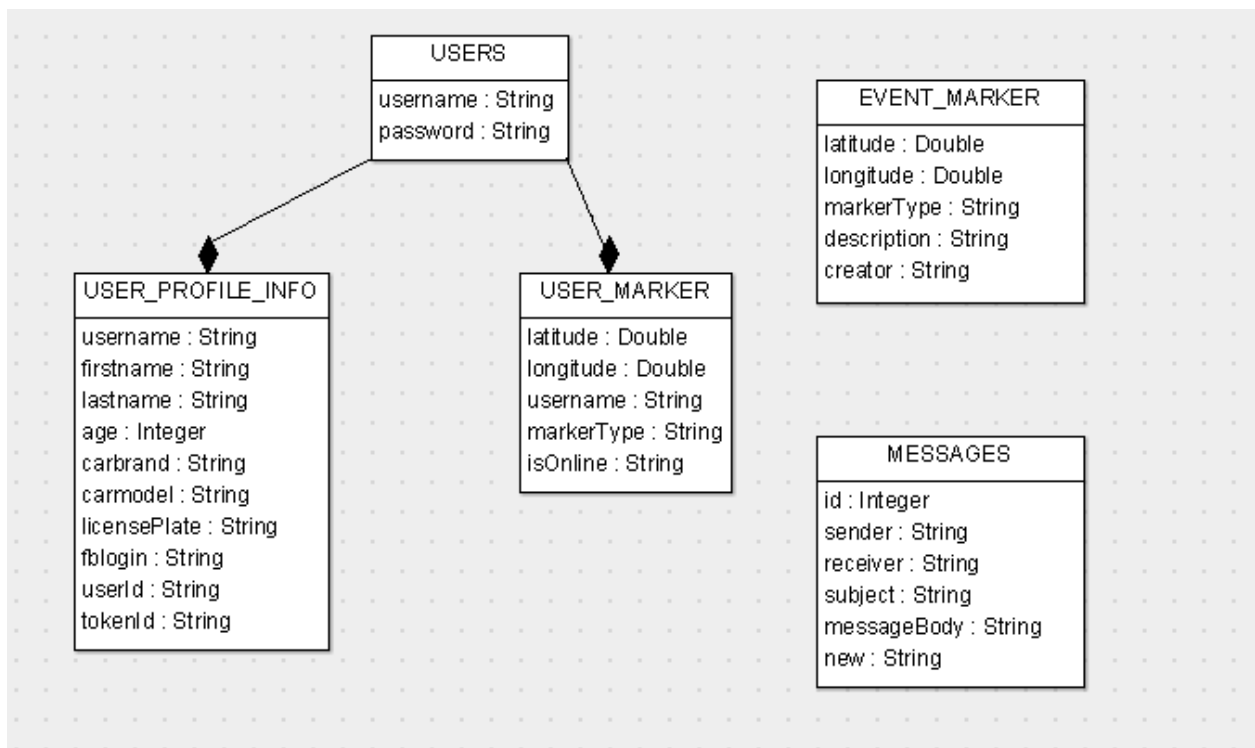 USERS
username : String
password : String
EVENT_MARKER
latitude : Double
longitude : Double
markerType : String
description : String
creator : String
USER_PROFILE_INFO
username : String
firstname : String
lastname : String
age : Integer
carbrand : String
carmodel : String
licensePlate : String
fblogin : String
userId : String
tokenId : String
USER_MARKER
latitude : Double
longitude : Double
username : String
markerType : String
isOnline : String
MESSAGES
id : Integer
sender : String
receiver : String
subject : String
messageBody : String
new : String